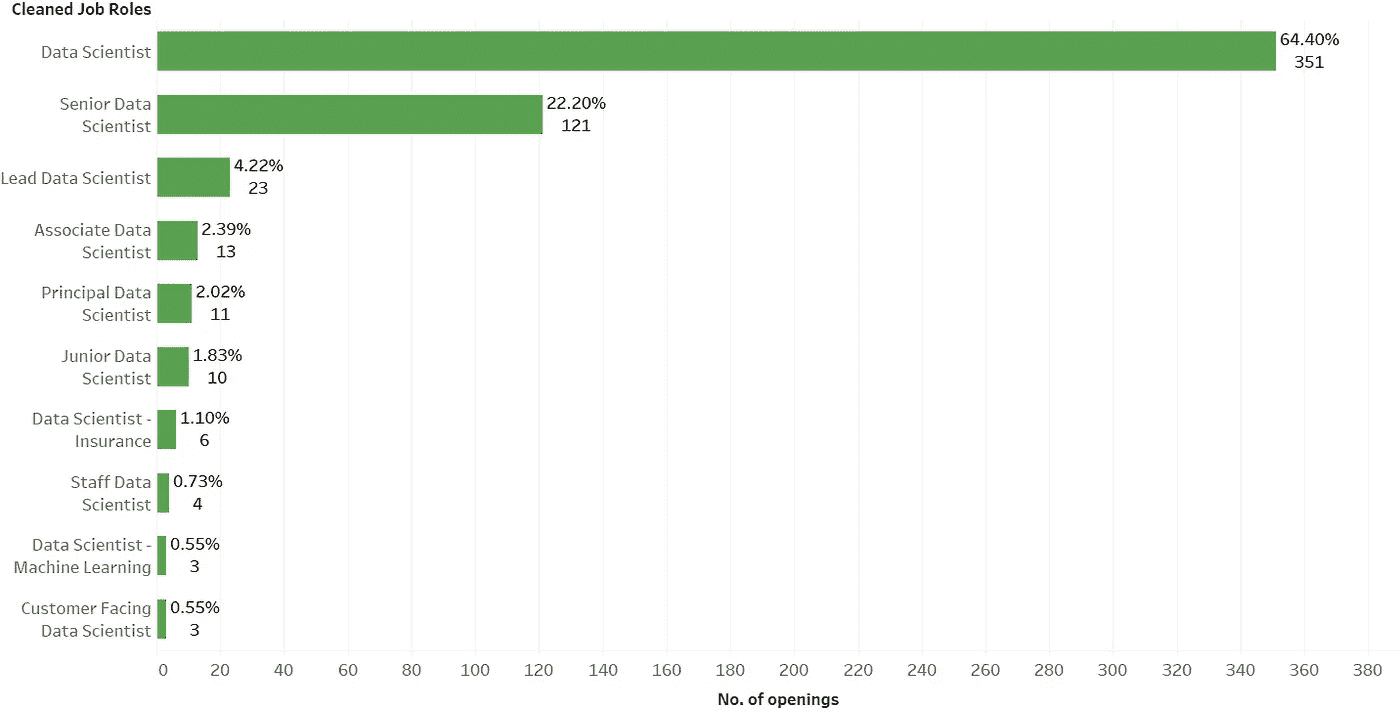 Cleaned Job Roles
Data Scientist
64.40%
351
Senior Data
Scientist
22.20%
121
Lead Data Scientist
4.22%
23
Associate Data
Scientist
2.39%
13
Principal Data
Scientist
2.02%
11
Junior Data
Scientist
1.83%
10
Data Scientist -
Insurance
1.10%
6
Staff Data
Scientist
0.73%
4
Data Scientist -
Machine Learning
0.55%
3
Customer Facing
Data Scientist
0.55%
3
0 20 40 60 80 100 120 140 160 180 200 220 240 260 280 300 320 340 360 380
No. of openings